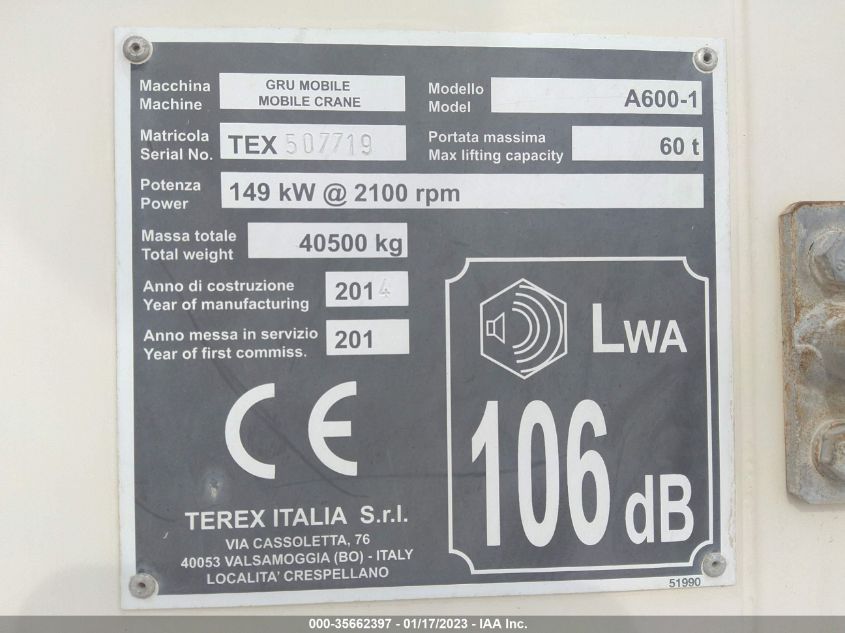 Macchina
Machine
GRU MOBILE
MOBILE CRANE
Modello
Model
A600-1
Matricola
Serial No.
TEX 507719
Portata massima
Max lifting capacity
60 t
Potenza
Power
149 kW @ 2100 rpm
Massa totale
Total weight
40500 kg
Anno di costruzione
Year of manufacturing
2014
Anno messa in servizio
Year of first commiss.
201
LWA
106 dB
CE
TEREX ITALIA S.r.l.
VIA CASSOLETTA, 76
40053 VALSAMOGGIA (BO) - ITALY
LOCALITA' CRESPELLANO
51990
000-35662397 - 01/17/2023 - IAA Inc.